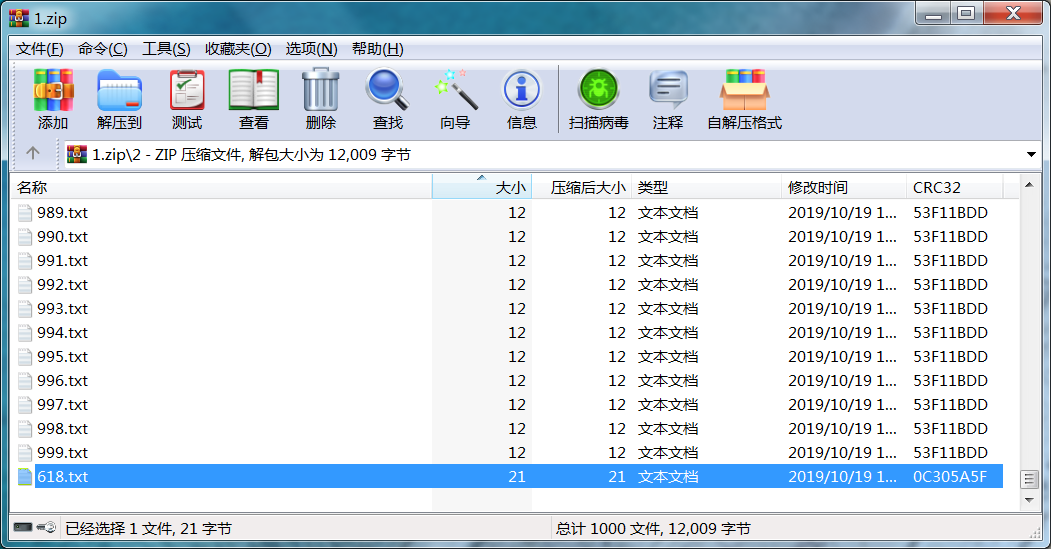 1.zip
文件(F) 命令(C) 工具(S) 收藏夹(O) 选项(N) 帮助(H)
添加 解压到 测试 查看 删除 查找 向导 信息 扫描病毒 注释 自解压格式
1.zip\2 - ZIP 压缩文件, 解包大小为 12,009 字节
名称 大小 压缩后大小 类型 修改时间 CRC32
989.txt 12 12 文本文档 2019/10/19 1... 53F11BDD
990.txt 12 12 文本文档 2019/10/19 1... 53F11BDD
991.txt 12 12 文本文档 2019/10/19 1... 53F11BDD
992.txt 12 12 文本文档 2019/10/19 1... 53F11BDD
993.txt 12 12 文本文档 2019/10/19 1... 53F11BDD
994.txt 12 12 文本文档 2019/10/19 1... 53F11BDD
995.txt 12 12 文本文档 2019/10/19 1... 53F11BDD
996.txt 12 12 文本文档 2019/10/19 1... 53F11BDD
997.txt 12 12 文本文档 2019/10/19 1... 53F11BDD
998.txt 12 12 文本文档 2019/10/19 1... 53F11BDD
999.txt 12 12 文本文档 2019/10/19 1... 53F11BDD
618.txt 21 21 文本文档 2019/10/19 1... 0C305A5F
已经选择 1 文件, 21 字节 总计 1000 文件, 12,009 字节